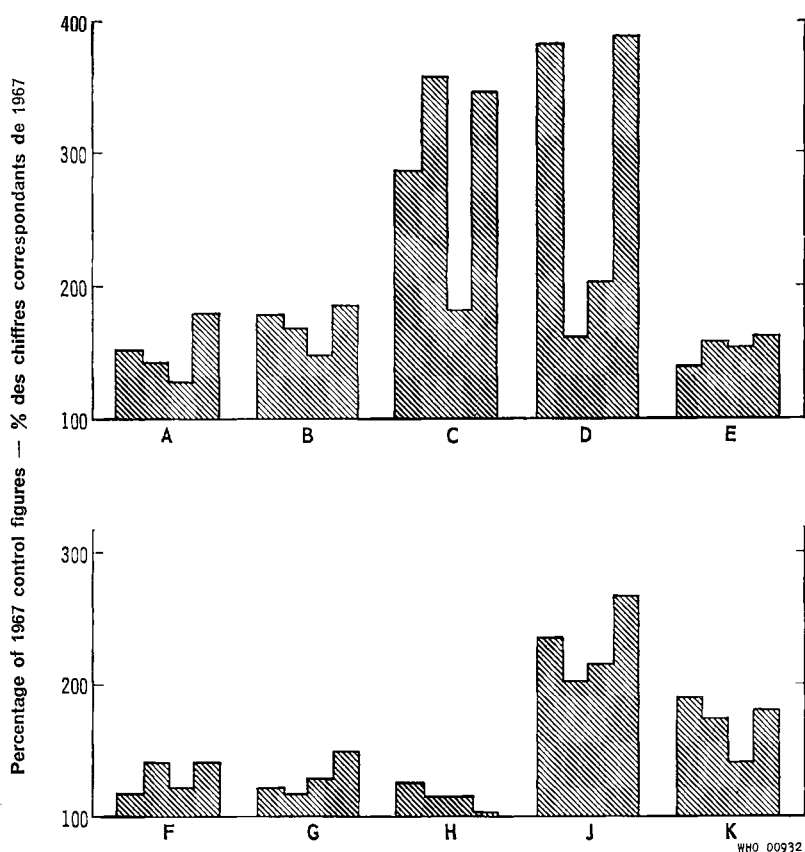 Percentage of 1967 control figures — % des chiffres correspondants de 1967
400
300
200
100
A B C D E
300
200
100
F G H J K
WHO 00932